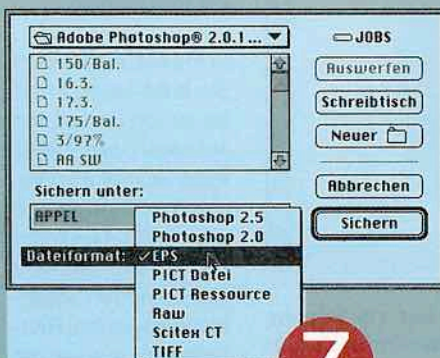 Adobe Photoshop® 2.0.1...
JOBS
150/Bal.
16.3.
17.3.
175/Bal.
3/97%
AA SW
Auswerfen
Schreibtisch
Neuer
Abbrechen
Sichern
Sichern unter:
APPEL
Dateiformat:
Photoshop 2.5
Photoshop 2.0
✓EPS
PICT Datei
PICT Ressource
Raw
Scitex CT
TIFF
7